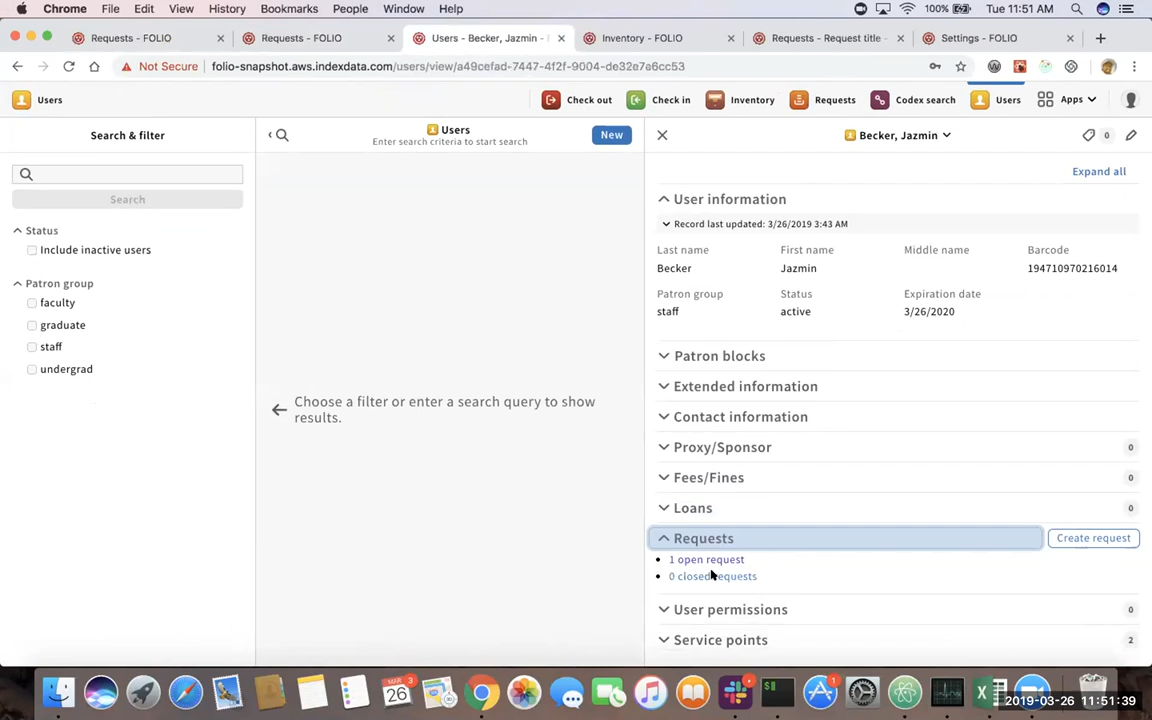 Chrome File Edit View History Bookmarks People Window Help 100% Tue 11:51 AM
Requests - FOLIO Requests - FOLIO Users - Becker, Jazmin - Inventory - FOLIO Requests - Request title - Settings - FOLIO
Not Secure folio-snapshot.aws.indexdata.com/users/view/a49cefad-7447-4f2f-9004-de32e7a6cc53
Users Check out Check in Inventory Requests Codex search Users Apps
Search & filter
Search
Status
Include inactive users
Patron group
faculty
graduate
staff
undergrad
Users
Enter search criteria to start search
New
Choose a filter or enter a search query to show
results.
Becker, Jazmin 0
Expand all
User information
Record last updated: 3/26/2019 3:43 AM
Last name First name Middle name Barcode
Becker Jazmin 194710970216014
Patron group Status Expiration date
staff active 3/26/2020
Patron blocks
Extended information
Contact information
Proxy/Sponsor 0
Fees/Fines 0
Loans 0
Requests Create request
1 open request
0 closed requests
User permissions 0
Service points 2
MAR 26
3
1
2019-03-26 11:51:39